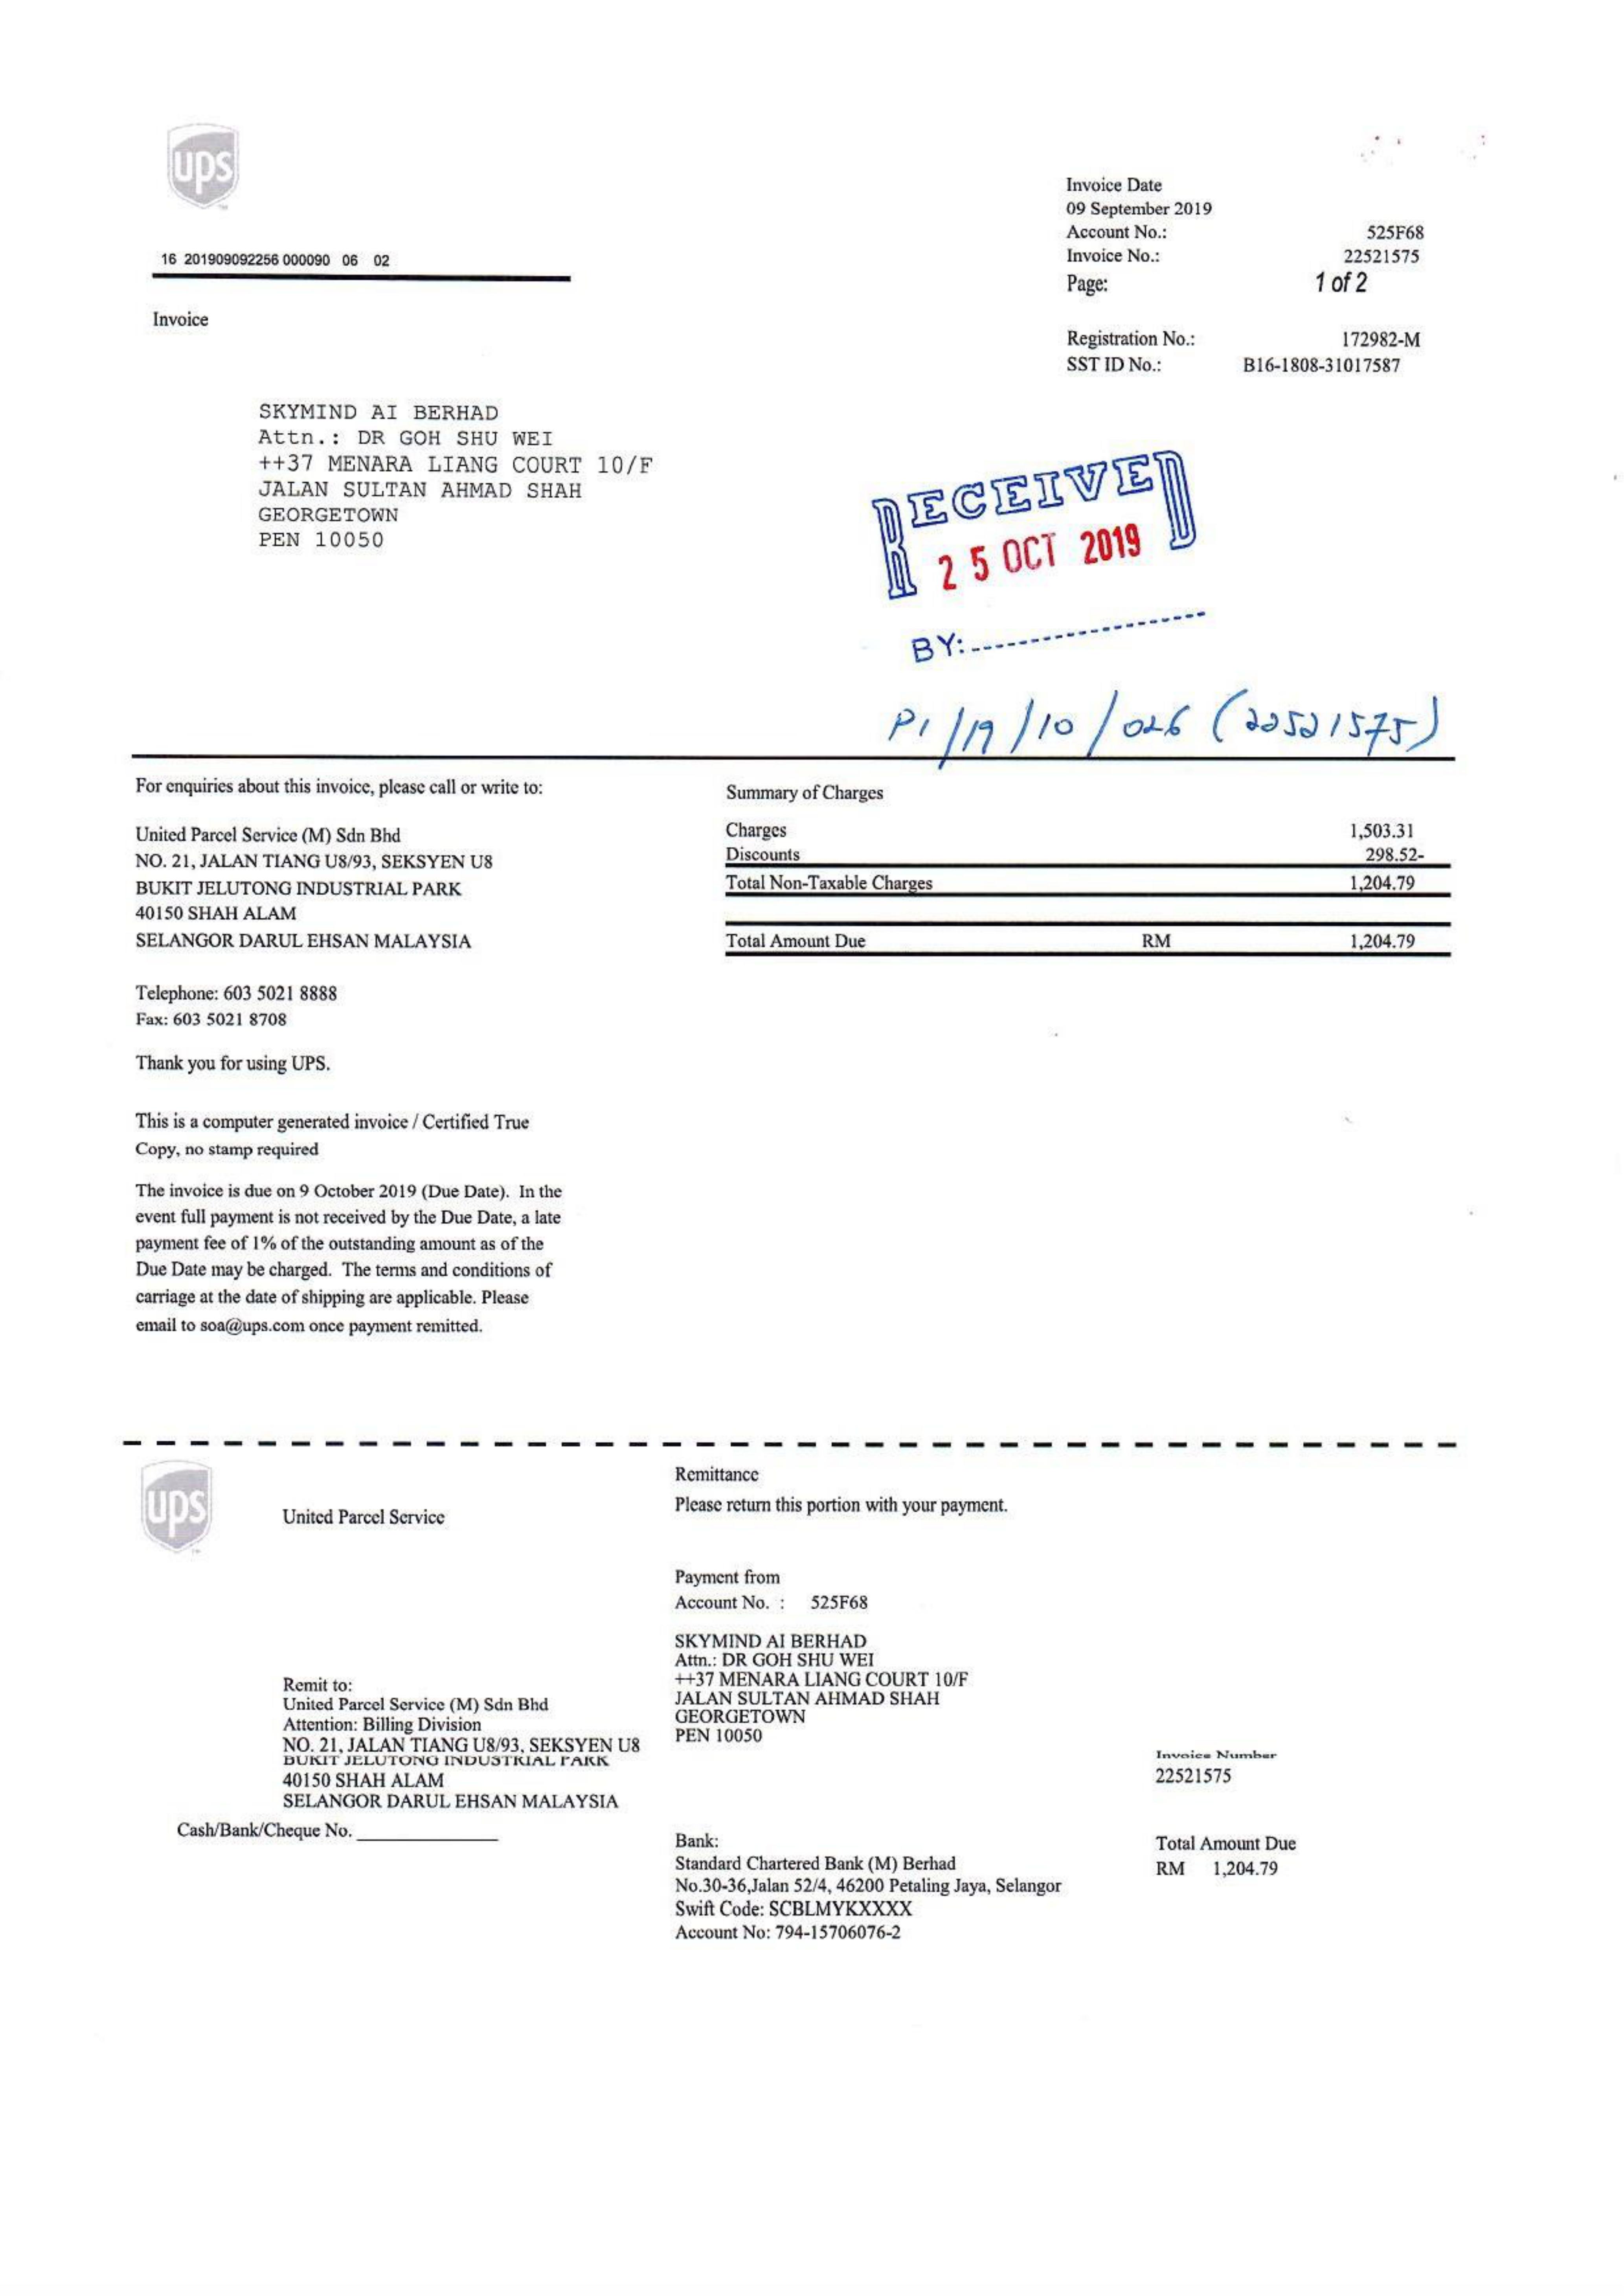 ups
Invoice Date
09 September 2019
Account No.: 525F68
16 201909092256 000090 06 02
Invoice No.: 22521575
Page: 1 of 2
Invoice
Registration No.: 172982-M
SST ID No.: B16-1808-31017587
SKYMIND AI BERHAD
Attn.: DR GOH SHU WEI
++37 MENARA LIANG COURT 10/F
JALAN SULTAN AHMAD SHAH
GEORGETOWN
PEN 10050
RECEIVED
25 OCT 2019
BY:
PI/19/10/026 (22521575)
For enquiries about this invoice, please call or write to:
United Parcel Service (M) Sdn Bhd
NO. 21, JALAN TIANG U8/93, SEKSYEN U8
BUKIT JELUTONG INDUSTRIAL PARK
40150 SHAH ALAM
SELANGOR DARUL EHSAN MALAYSIA
Telephone: 603 5021 8888
Fax: 603 5021 8708
Thank you for using UPS.
This is a computer generated invoice / Certified True
Copy, no stamp required
The invoice is due on 9 October 2019 (Due Date). In the
event full payment is not received by the Due Date, a late
payment fee of 1% of the outstanding amount as of the
Due Date may be charged. The terms and conditions of
carriage at the date of shipping are applicable. Please
email to soa@ups.com once payment remitted.
Summary of Charges
Charges 1,503.31
Discounts 298.52-
Total Non-Taxable Charges 1,204.79
Total Amount Due RM 1,204.79
ups
United Parcel Service
Remittance
Please return this portion with your payment.
Payment from
Account No. : 525F68
SKYMIND AI BERHAD
Attn.: DR GOH SHU WEI
++37 MENARA LIANG COURT 10/F
JALAN SULTAN AHMAD SHAH
GEORGETOWN
PEN 10050
Remit to:
United Parcel Service (M) Sdn Bhd
Attention: Billing Division
NO. 21, JALAN TIANG U8/93, SEKSYEN U8
BUKIT JELUTONG INDUSTRIAL PARK
40150 SHAH ALAM
SELANGOR DARUL EHSAN MALAYSIA
Cash/Bank/Cheque No.
Invoice Number
22521575
Bank:
Standard Chartered Bank (M) Berhad
No.30-36,Jalan 52/4, 46200 Petaling Jaya, Selangor
Swift Code: SCBLMYKXXXX
Account No: 794-15706076-2
Total Amount Due
RM 1,204.79